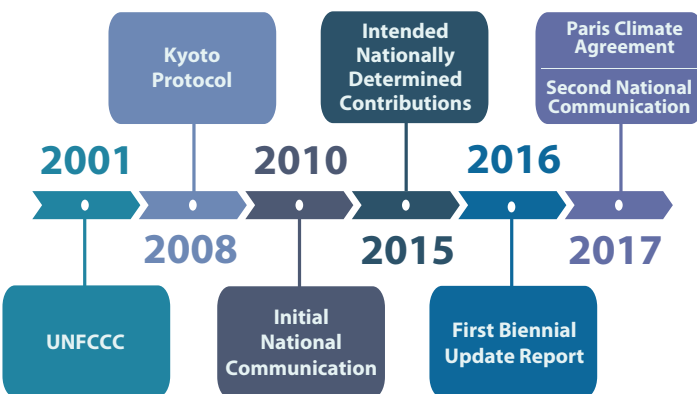 Kyoto
Protocol
Intended
Nationally
Determined
Contributions
Paris Climate
Agreement
Second National
Communication
2001
2010
2016
2008
2015
2017
UNFCCC
Initial
National
Communication
First Biennial
Update Report